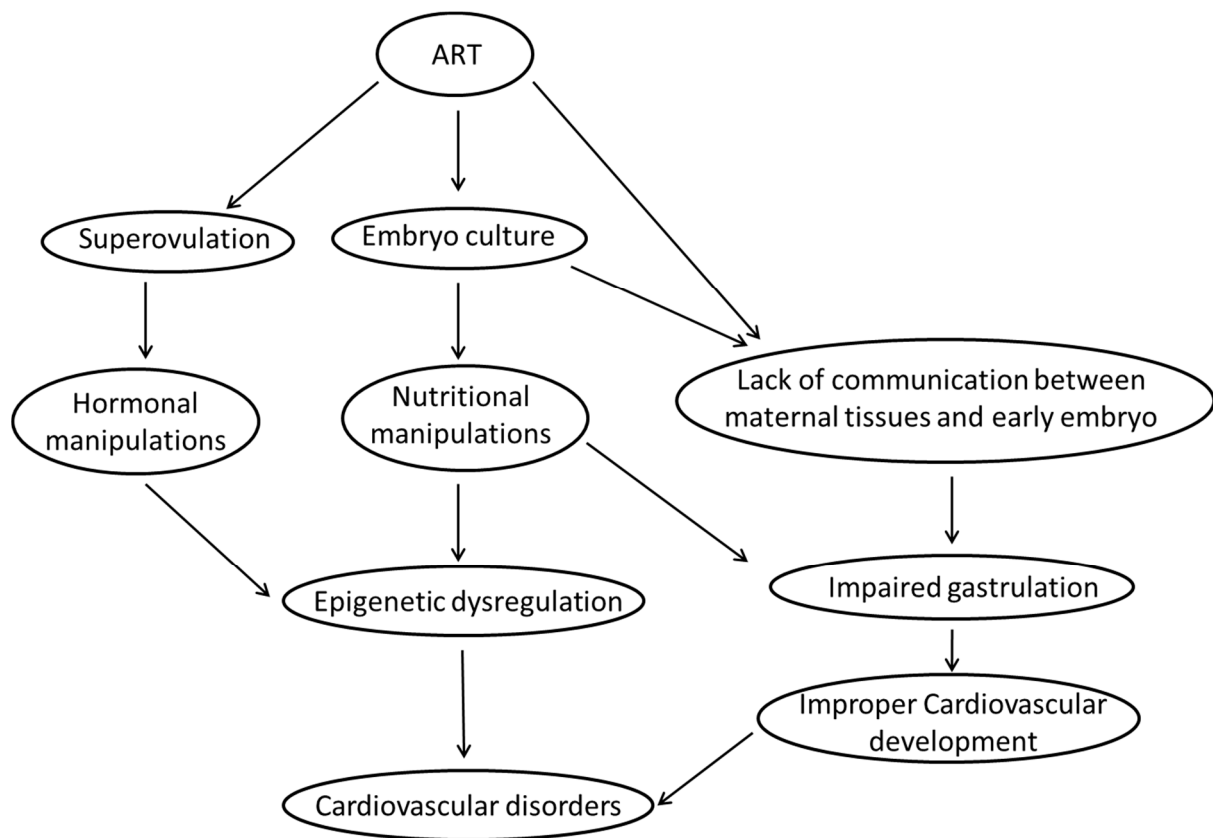 ART
Superovulation
Embryo culture
Hormonal
manipulations
Nutritional
manipulations
Lack of communication between
maternal tissues and early embryo
Epigenetic dysregulation
Impaired gastrulation
Improper Cardiovascular
development
Cardiovascular disorders